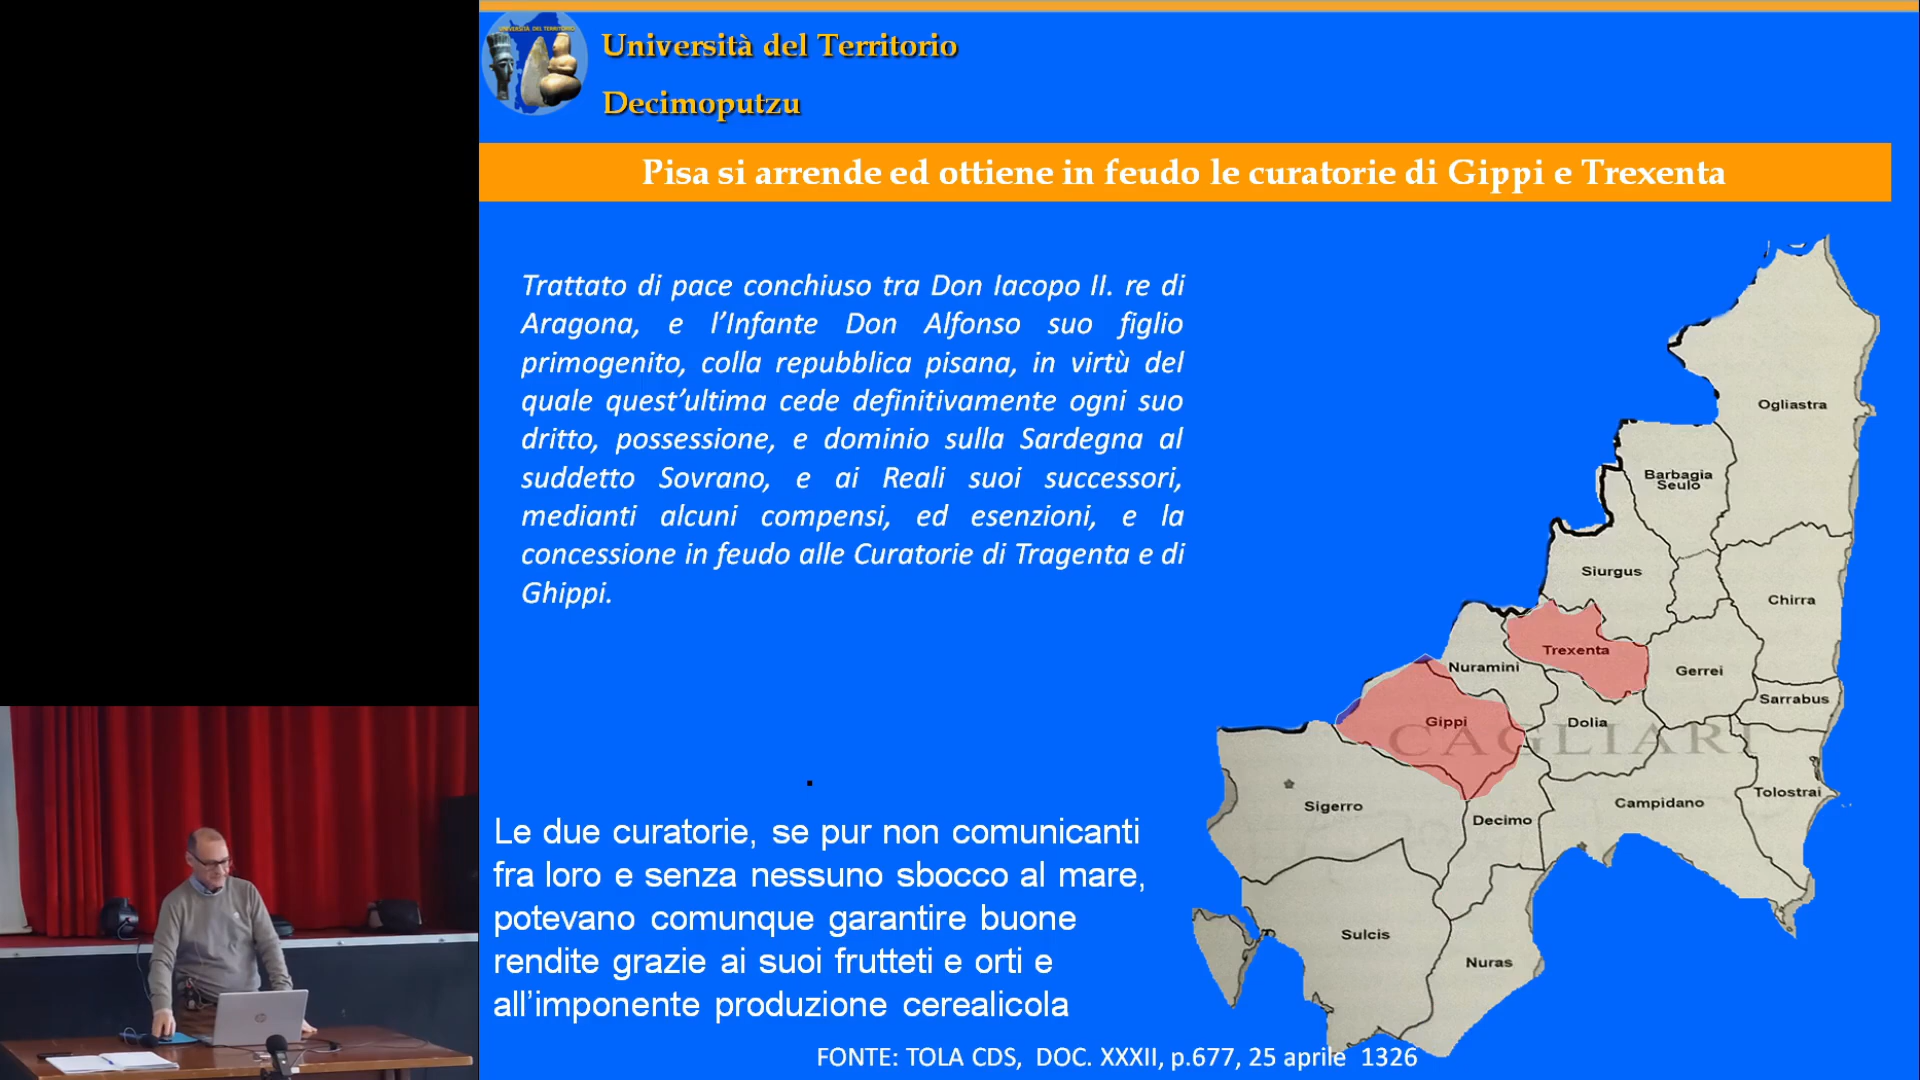 UNIVERSITÀ DEL TERRITORIO
Università del Territorio
Decimoputzu
Pisa si arrende ed ottiene in feudo le curatorie di Gippi e Trexenta
Trattato di pace conchiuso tra Don Iacopo II. re di
Aragona, e l’Infante Don Alfonso suo figlio
primogenito, colla repubblica pisana, in virtù del
quale quest’ultima cede definitivamente ogni suo
dritto, possessione, e dominio sulla Sardegna al
suddetto Sovrano, e ai Reali suoi successori,
medianti alcuni compensi, ed esenzioni, e la
concessione in feudo alle Curatorie di Tragenta e di
Ghippi.
.
Le due curatorie, se pur non comunicanti
fra loro e senza nessuno sbocco al mare,
potevano comunque garantire buone
rendite grazie ai suoi frutteti e orti e
all’imponente produzione cerealicola
Ogliastra
Barbagia
Seulo
Siurgus
Chirra
Trexenta
Nuramini
Gerrei
Sarrabus
Gippi
Dolia
CAGLIARI
Tolostrai
Campidano
Sigerro
Decimo
Sulcis
Nuras
FONTE: TOLA CDS, DOC. XXXII, p.677, 25 aprile 1326
hp